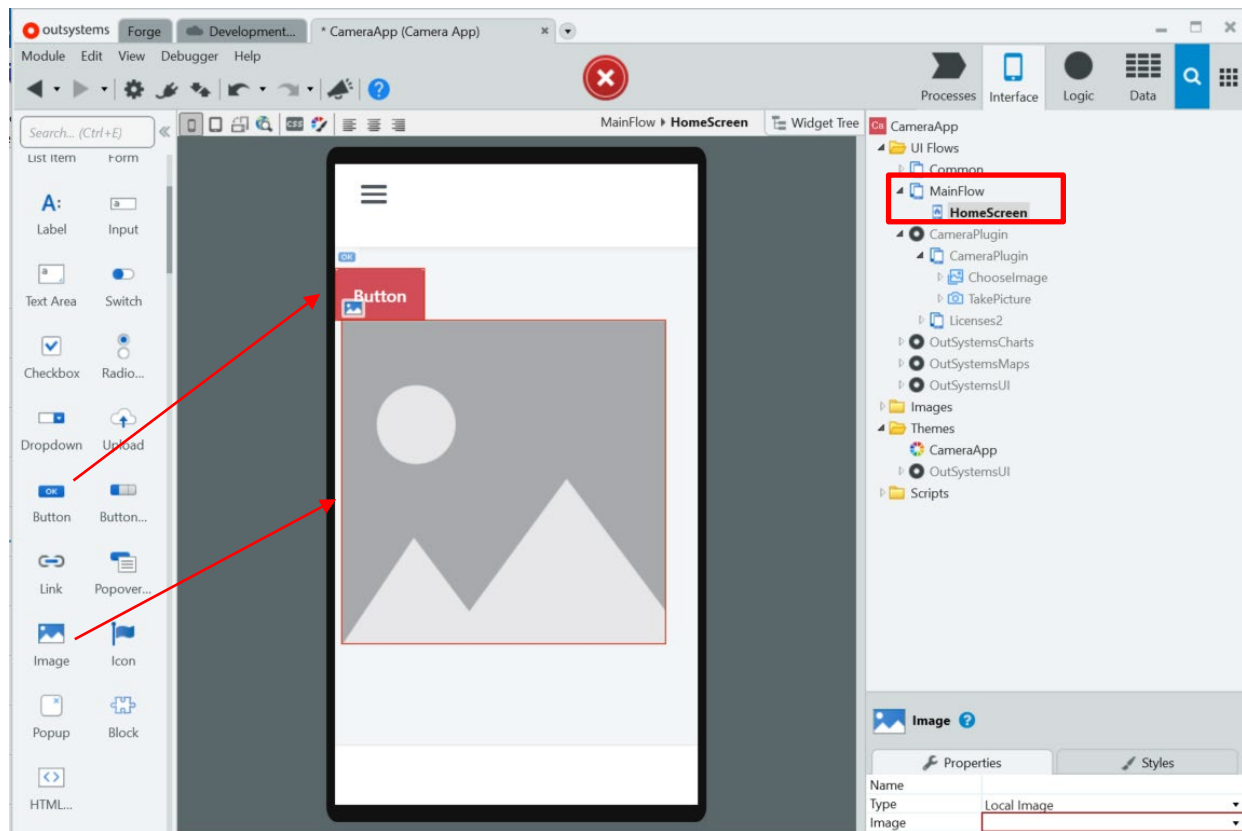 outsystems Forge Development... * CameraApp (Camera App) ×
Module Edit View Debugger Help
Processes Interface Logic Data
Search... (Ctrl+E)
MainFlow HomeScreen Widget Tree
List Item Form
Label Input
Text Area Switch
Checkbox Radio...
Dropdown Upload
Button Button...
Link Popover...
Image Icon
Popup Block
HTML...
OK
Button
Ca CameraApp
UI Flows
Common
MainFlow
HomeScreen
CameraPlugin
CameraPlugin
ChooseImage
TakePicture
Licenses2
OutSystemsCharts
OutSystemsMaps
OutSystemsUI
Images
Themes
CameraApp
OutSystemsUI
Scripts
Image ?
Properties Styles
Name
Type Local Image
Image